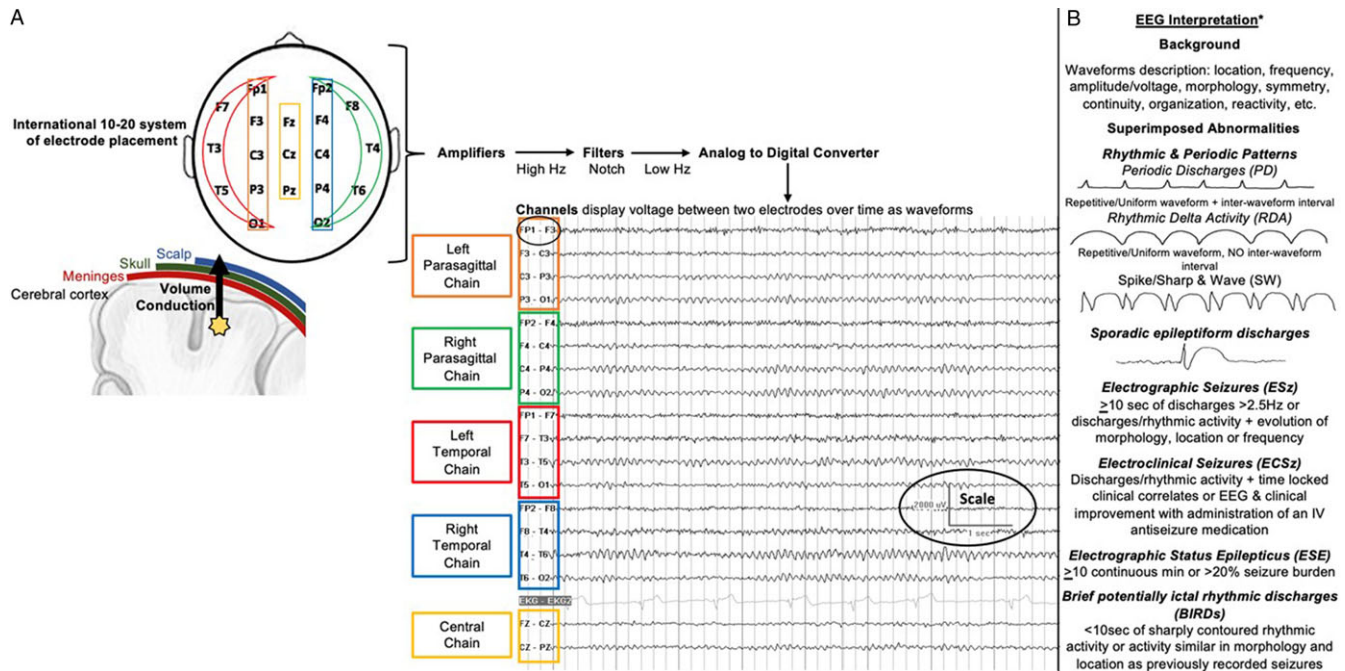 A
International 10-20 system
of electrode placement
Fp1
Fp2
F7
F8
F3
Fz
F4
T3
C3
Cz
C4
T4
T5
P3
Pz
P4
T6
O1
O2
Scalp
Skull
Meninges
Cerebral cortex
Volume
Conduction
Amplifiers
High Hz
Filters
Notch
Low Hz
Analog to Digital Converter
Channels display voltage between two electrodes over time as waveforms
Left
Parasagittal
Chain
FP1 - F3
F3 - C3
C3 - P3
P3 - O1
Right
Parasagittal
Chain
FP2 - F4
F4 - C4
C4 - P4
P4 - O2
Left
Temporal
Chain
FP1 - F7
F7 - T3
T3 - T5
T5 - O1
Right
Temporal
Chain
FP2 - F8
F8 - T4
T4 - T6
T6 - O2
EKG - EKG2
Central
Chain
FZ - CZ
CZ - PZ
Scale
2000 uV
1 sec
B
EEG Interpretation*
Background
Waveforms description: location, frequency,
amplitude/voltage, morphology, symmetry,
continuity, organization, reactivity, etc.
Superimposed Abnormalities
Rhythmic & Periodic Patterns
Periodic Discharges (PD)
Repetitive/Uniform waveform + inter-waveform interval
Rhythmic Delta Activity (RDA)
Repetitive/Uniform waveform, NO inter-waveform
interval
Spike/Sharp & Wave (SW)
Sporadic epileptiform discharges
Electrographic Seizures (ESz)
≥10 sec of discharges >2.5Hz or
discharges/rhythmic activity + evolution of
morphology, location or frequency
Electroclinical Seizures (ECSz)
Discharges/rhythmic activity + time locked
clinical correlates or EEG & clinical
improvement with administration of an IV
antiseizure medication
Electrographic Status Epilepticus (ESE)
≥10 continuous min or >20% seizure burden
Brief potentially ictal rhythmic discharges
(BIRDs)
<10sec of sharply contoured rhythmic
activity or activity similar in morphology and
location as previously recorded seizures